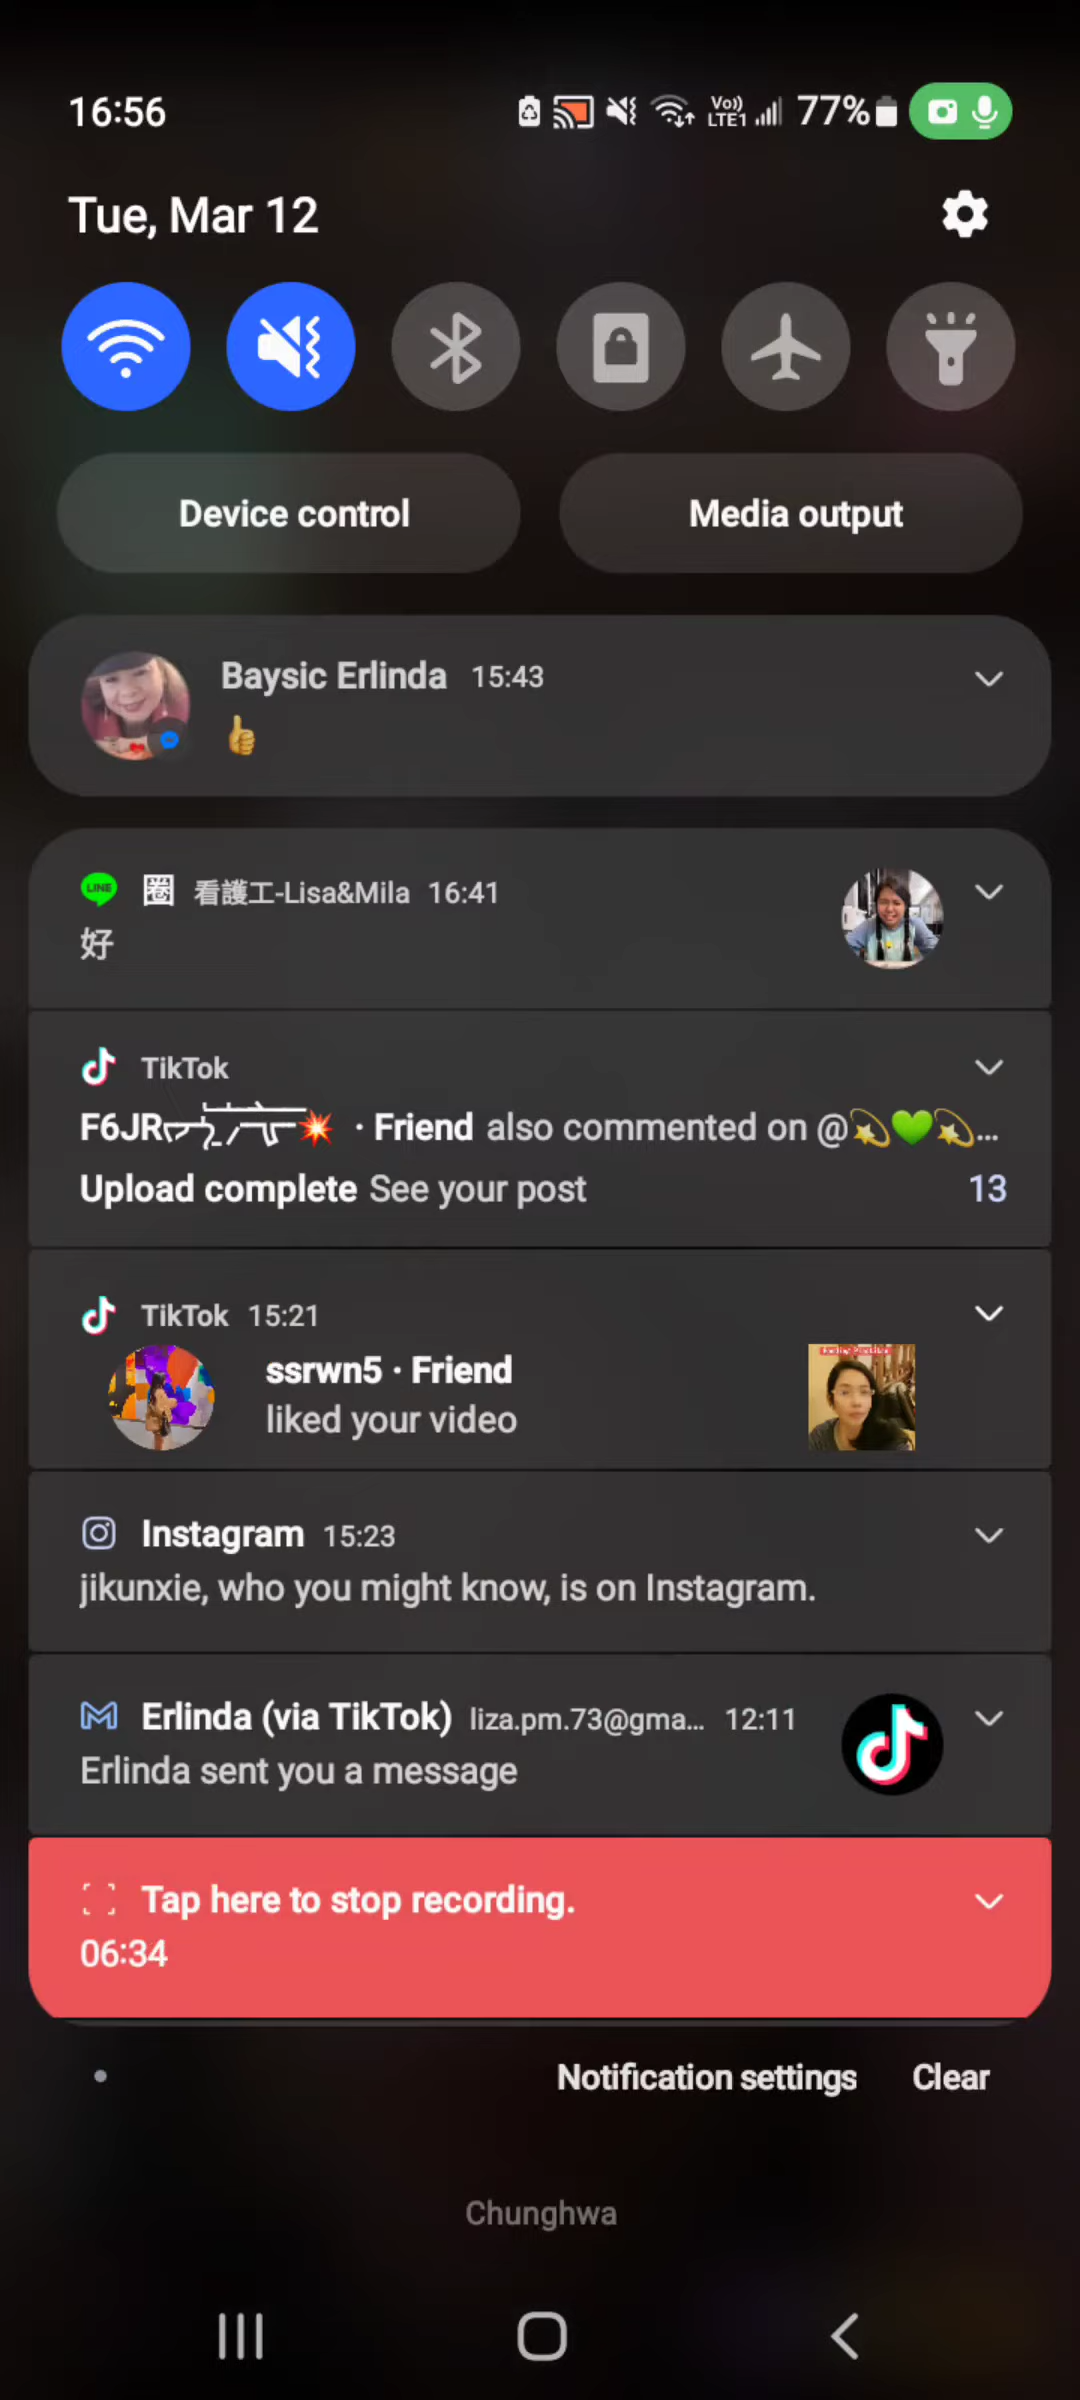 16:56 Vo)) LTE1 77%
Tue, Mar 12
Device control Media output
Baysic Erlinda 15:43
👍
LINE 圈 看護工-Lisa&Mila 16:41
好
TikTok
F6JR︻╦̵̵͇̿̿̿̿╤──💥 · Friend also commented on @💫💚💫...
Upload complete See your post 13
TikTok 15:21
ssrwn5 · Friend
liked your video
Instagram 15:23
jikunxie, who you might know, is on Instagram.
Erlinda (via TikTok) liza.pm.73@gma... 12:11
Erlinda sent you a message
Tap here to stop recording.
06:34
Notification settings Clear
Chunghwa